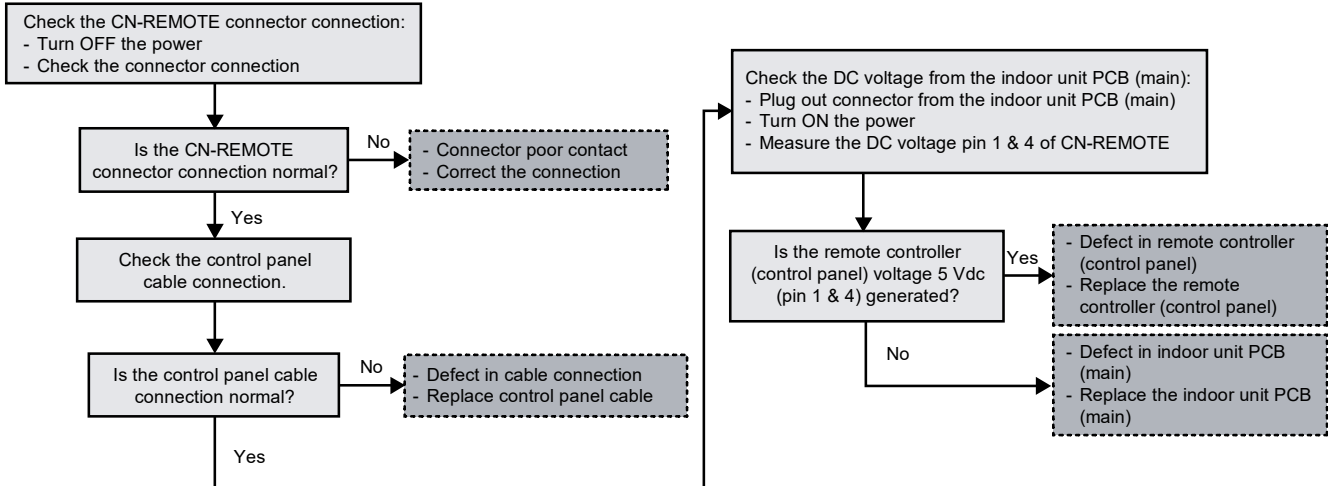 Check the CN-REMOTE connector connection:
- Turn OFF the power
- Check the connector connection
Is the CN-REMOTE
connector connection normal?
No
- Connector poor contact
- Correct the connection
Yes
Check the control panel
cable connection.
Is the control panel cable
connection normal?
No
- Defect in cable connection
- Replace control panel cable
Yes
Check the DC voltage from the indoor unit PCB (main):
- Plug out connector from the indoor unit PCB (main)
- Turn ON the power
- Measure the DC voltage pin 1 & 4 of CN-REMOTE
Is the remote controller
(control panel) voltage 5 Vdc
(pin 1 & 4) generated?
Yes
- Defect in remote controller
(control panel)
- Replace the remote
controller (control panel)
No
- Defect in indoor unit PCB
(main)
- Replace the indoor unit PCB
(main)